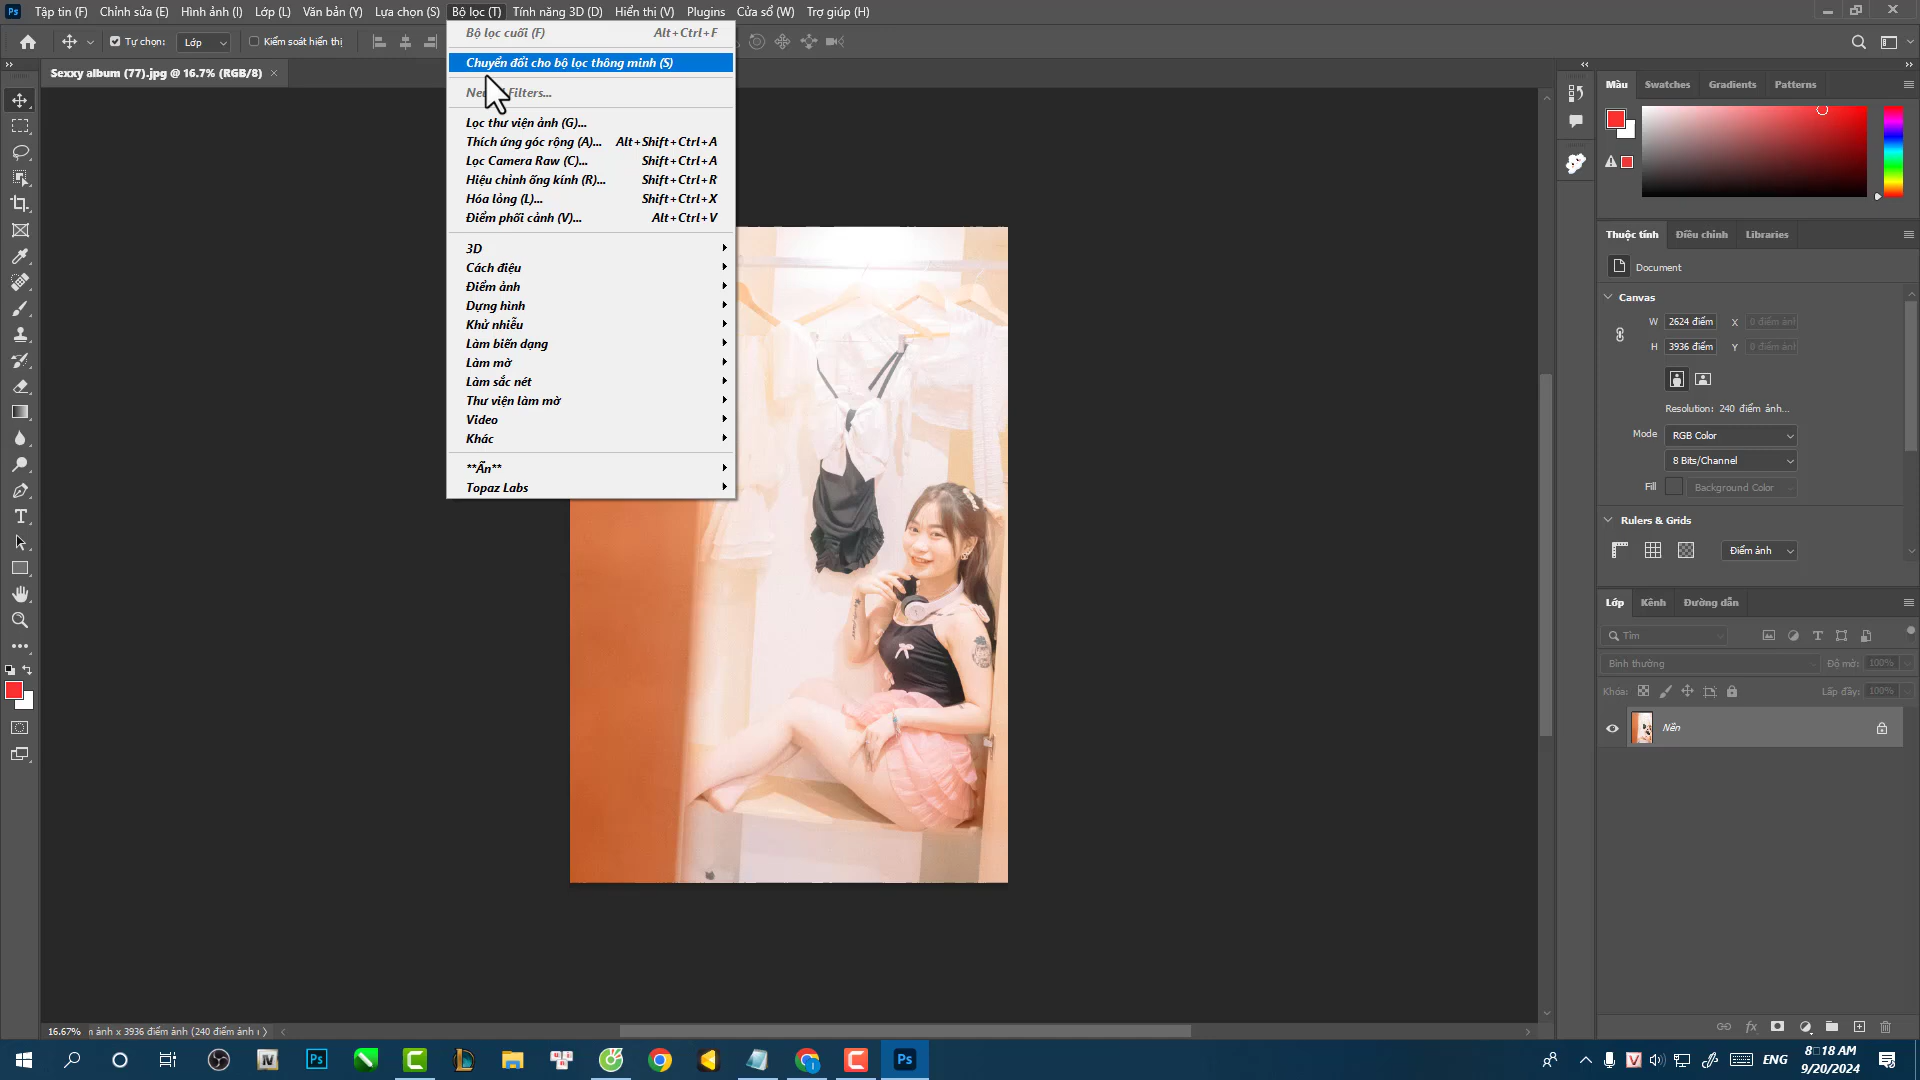 Tập tin (F) Chỉnh sửa (E) Hình ảnh (I) Lớp (L) Văn bản (Y) Lựa chọn (S) Bộ lọc (T) Tính năng 3D (D) Hiển thị (V) Plugins Cửa sổ (W) Trợ giúp (H)
Tự chọn: Lớp Kiểm soát hiển thị
Sexxy album (77).jpg @ 16.7% (RGB/8)
Bộ lọc cuối (F) Alt+Ctrl+F
Chuyển đổi cho bộ lọc thông minh (S)
Filters...
Lọc thư viện ảnh (G)...
Thích ứng góc rộng (A)... Alt+Shift+Ctrl+A
Lọc Camera Raw (C)... Shift+Ctrl+A
Hiệu chỉnh ống kính (R)... Shift+Ctrl+R
Hóa lỏng (L)... Shift+Ctrl+X
Điểm phối cảnh (V)... Alt+Ctrl+V
3D
Cách điệu
Điểm ảnh
Dựng hình
Khử nhiễu
Làm biến dạng
Làm mờ
Làm sắc nét
Thư viện làm mờ
Video
Khác
**Ẩn**
Topaz Labs
Màu Swatches Gradients Patterns
Thuộc tính Điều chỉnh Libraries
Document
Canvas
W 2624 điểm X 0 điểm ản
H 3936 điểm Y 0 điểm ản
Resolution: 240 điểm ảnh...
Mode RGB Color
8 Bits/Channel
Fill Background Color
Rulers & Grids
Điểm ảnh
Lớp Kênh Đường dẫn
Tìm
Bình thường Độ mờ: 100%
Khóa: Lấp đầy: 100%
Nền
16.67% n ảnh x 3936 điểm ảnh (240 điểm ảnh
ENG
8:18 AM
9/20/2024